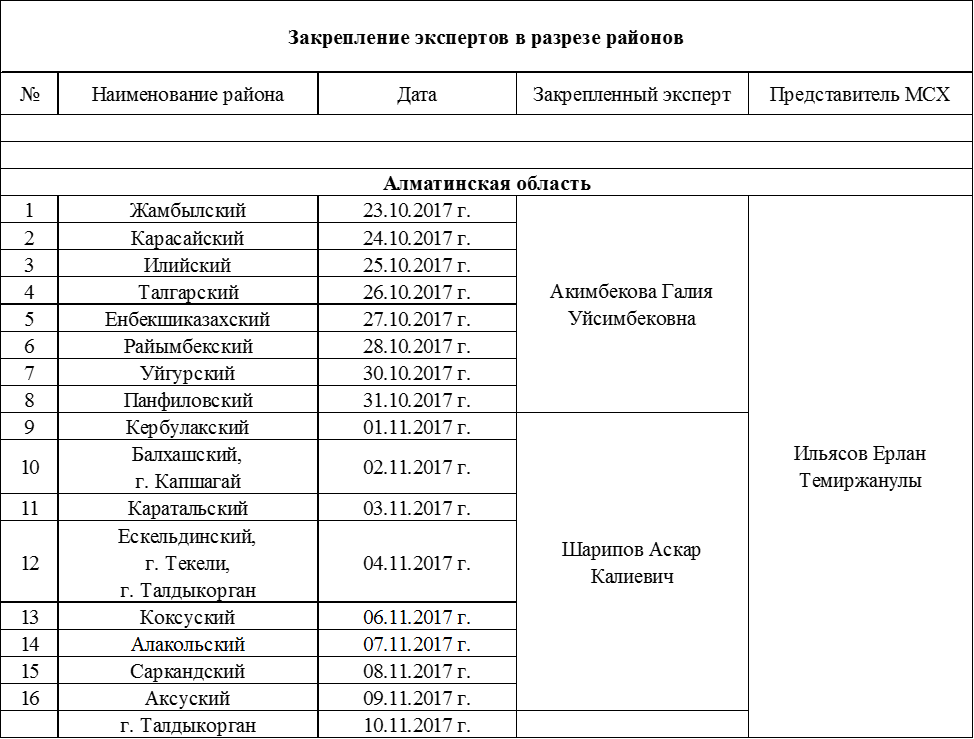 Закрепление экспертов в разрезе районов
№ Наименование района Дата Закрепленный эксперт Представитель МСХ
Алматинская область
1 Жамбылский 23.10.2017 г.
2 Карасайский 24.10.2017 г.
3 Илийский 25.10.2017 г.
4 Талгарский 26.10.2017 г.
Акимбекова Галия
Уйсимбековна
5 Енбекшиказахский 27.10.2017 г.
6 Райымбекский 28.10.2017 г.
7 Уйгурский 30.10.2017 г.
8 Панфиловский 31.10.2017 г.
9 Кербулакский 01.11.2017 г.
10 Балхашский,
г. Капшагай 02.11.2017 г.
Ильясов Ерлан
Темиржанулы
11 Каратальский 03.11.2017 г.
12 Ескельдинский,
г. Текели,
г. Талдыкорган 04.11.2017 г.
Шарипов Аскар
Калиевич
13 Коксуский 06.11.2017 г.
14 Алакольский 07.11.2017 г.
15 Саркандский 08.11.2017 г.
16 Аксуский 09.11.2017 г.
г. Талдыкорган 10.11.2017 г.